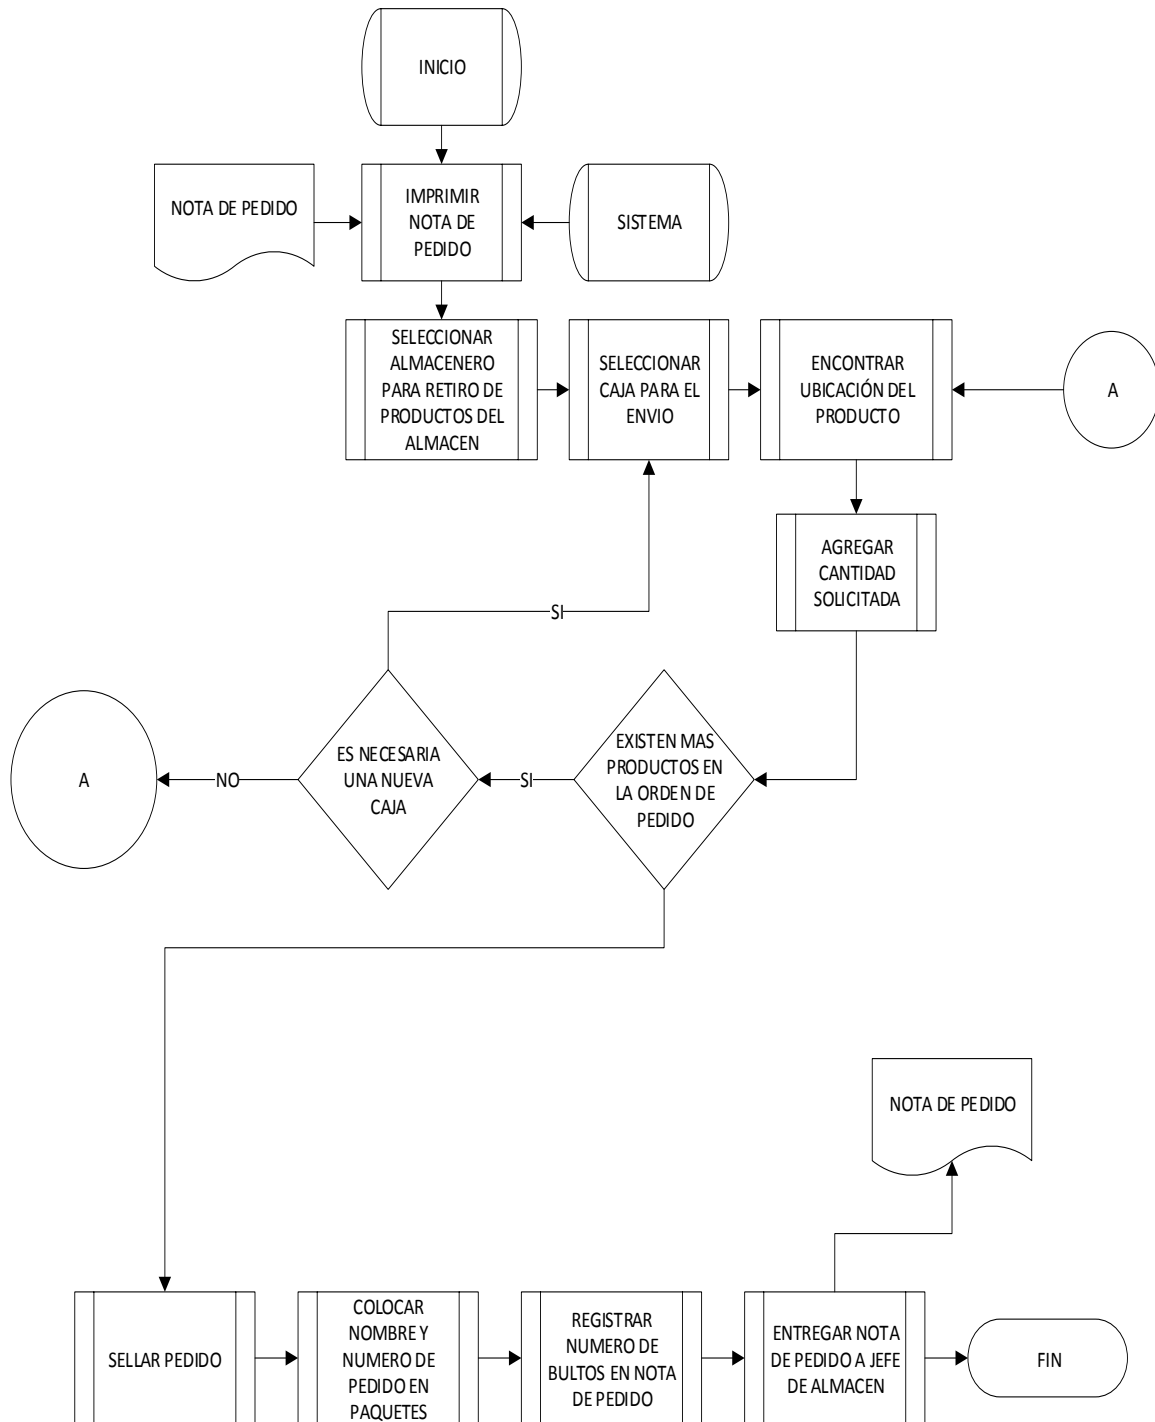 INICIO
NOTA DE PEDIDO
IMPRIMIR
NOTA DE
PEDIDO
SISTEMA
SELECCIONAR
ALMACENERO
PARA RETIRO DE
PRODUCTOS DEL
ALMACEN
SELECCIONAR
CAJA PARA EL
ENVIO
ENCONTRAR
UBICACIÓN DEL
PRODUCTO
A
AGREGAR
CANTIDAD
SOLICITADA
SI
A
NO
ES NECESARIA
UNA NUEVA
CAJA
SI
EXISTEN MAS
PRODUCTOS EN
LA ORDEN DE
PEDIDO
NOTA DE PEDIDO
SELLAR PEDIDO
COLOCAR
NOMBRE Y
NUMERO DE
PEDIDO EN
PAQUETES
REGISTRAR
NUMERO DE
BULTOS EN NOTA
DE PEDIDO
ENTREGAR NOTA
DE PEDIDO A JEFE
DE ALMACEN
FIN